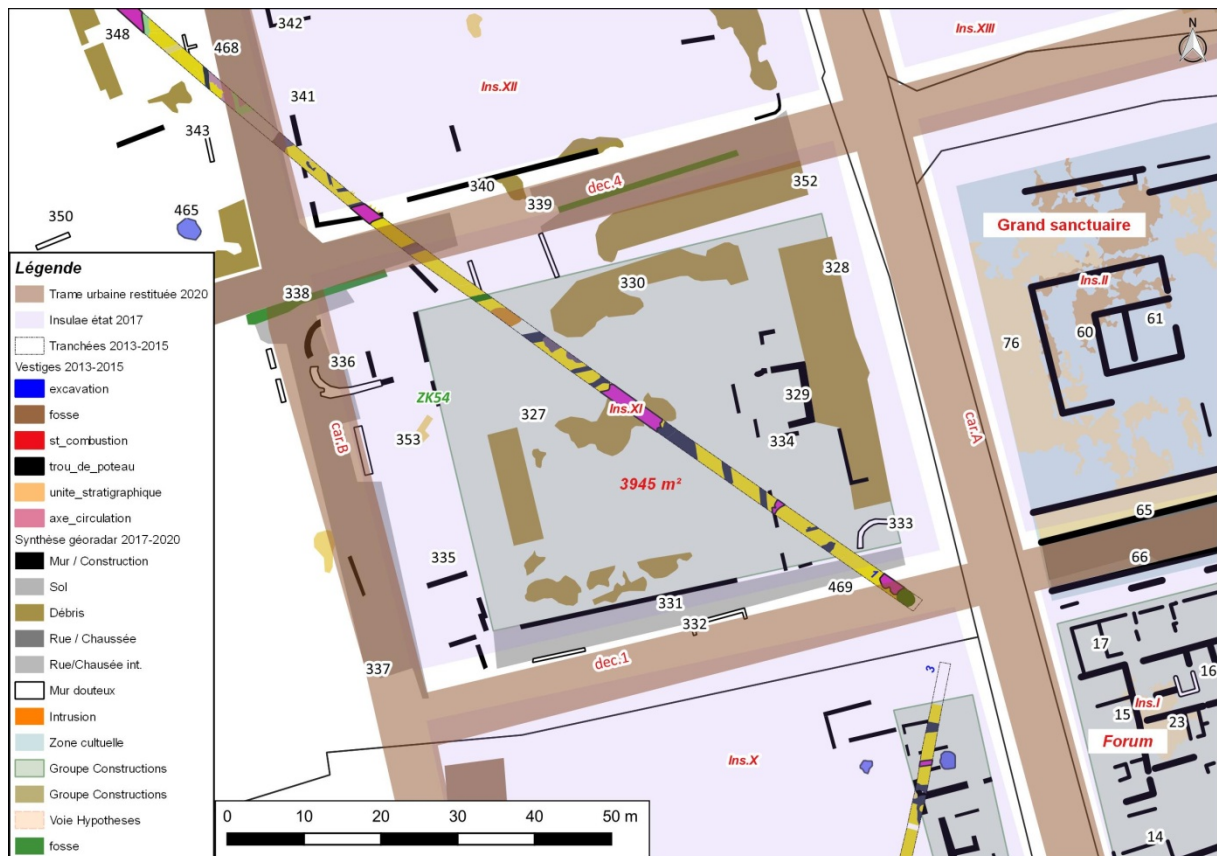 342
348
468
Ins.XIII
N
Ins.XII
341
343
340
dec.4
352
339
350
465
Grand sanctuaire
Ins.II
330
328
338
61
60
76
336
ZK54
327
Ins.XI
329
353
334
car.B
car.A
3945 m²
65
333
335
66
1
469
331
332
17
3
dec.1
337
16
Ins.I
15
23
Forum
Ins.X
14
Légende
Trame urbaine restituée 2020
Insulae état 2017
Tranchées 2013-2015
Vestiges 2013-2015
excavation
fosse
st_combustion
trou_de_poteau
unite_stratigraphique
axe_circulation
Synthèse géoradar 2017-2020
Mur / Construction
Sol
Débris
Rue / Chaussée
Rue/Chausée int.
Mur douteux
Intrusion
Zone cultuelle
Groupe Constructions
Groupe Constructions
Voie Hypotheses
fosse
0 10 20 30 40 50 m